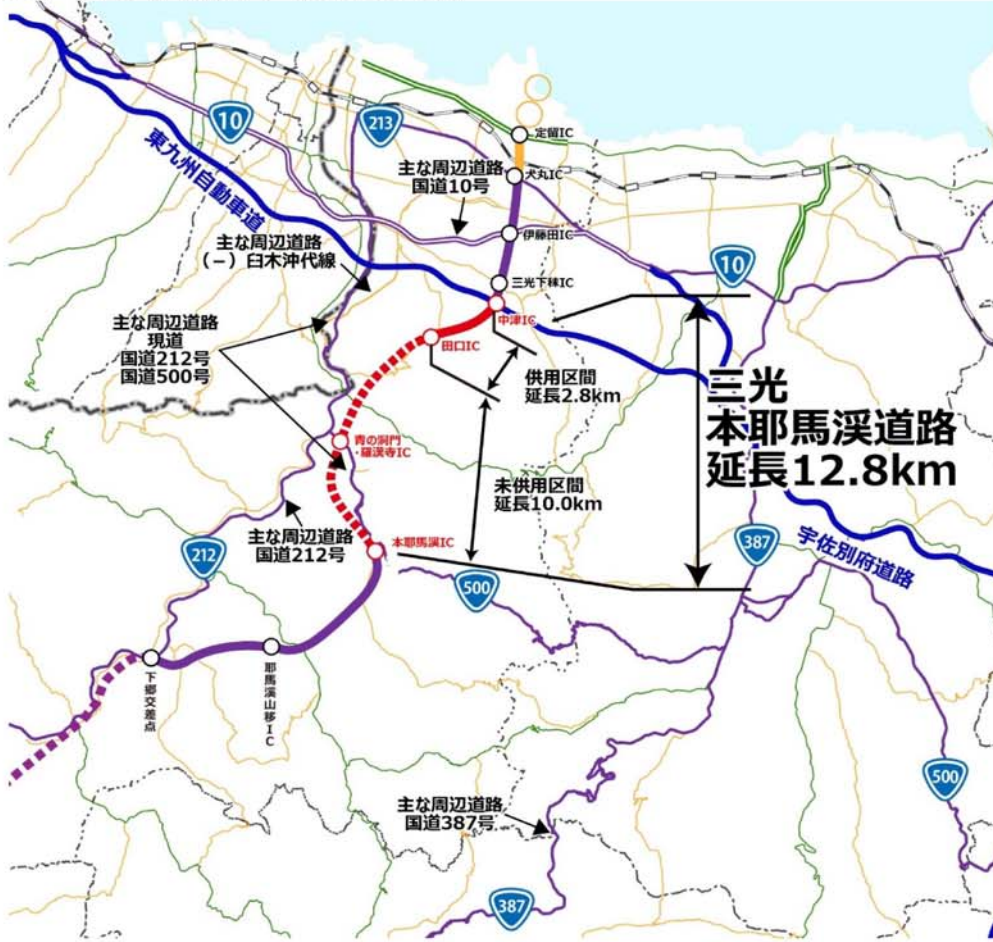 10
213
定留IC
東九州自動車道
主な周辺道路
国道10号
犬丸IC
伊藤田IC
主な周辺道路
(ー)臼木沖代線
10
三光下秣IC
中津IC
主な周辺道路
現道
国道212号
国道500号
田口IC
供用区間
延長2.8km
三光
本耶馬渓道路
延長12.8km
青の洞門
・羅漢寺IC
未供用区間
延長10.0km
主な周辺道路
国道212号
212
本耶馬渓IC
387
宇佐別府道路
500
下郷交差点
耶馬溪山移IC
500
主な周辺道路
国道387号
387